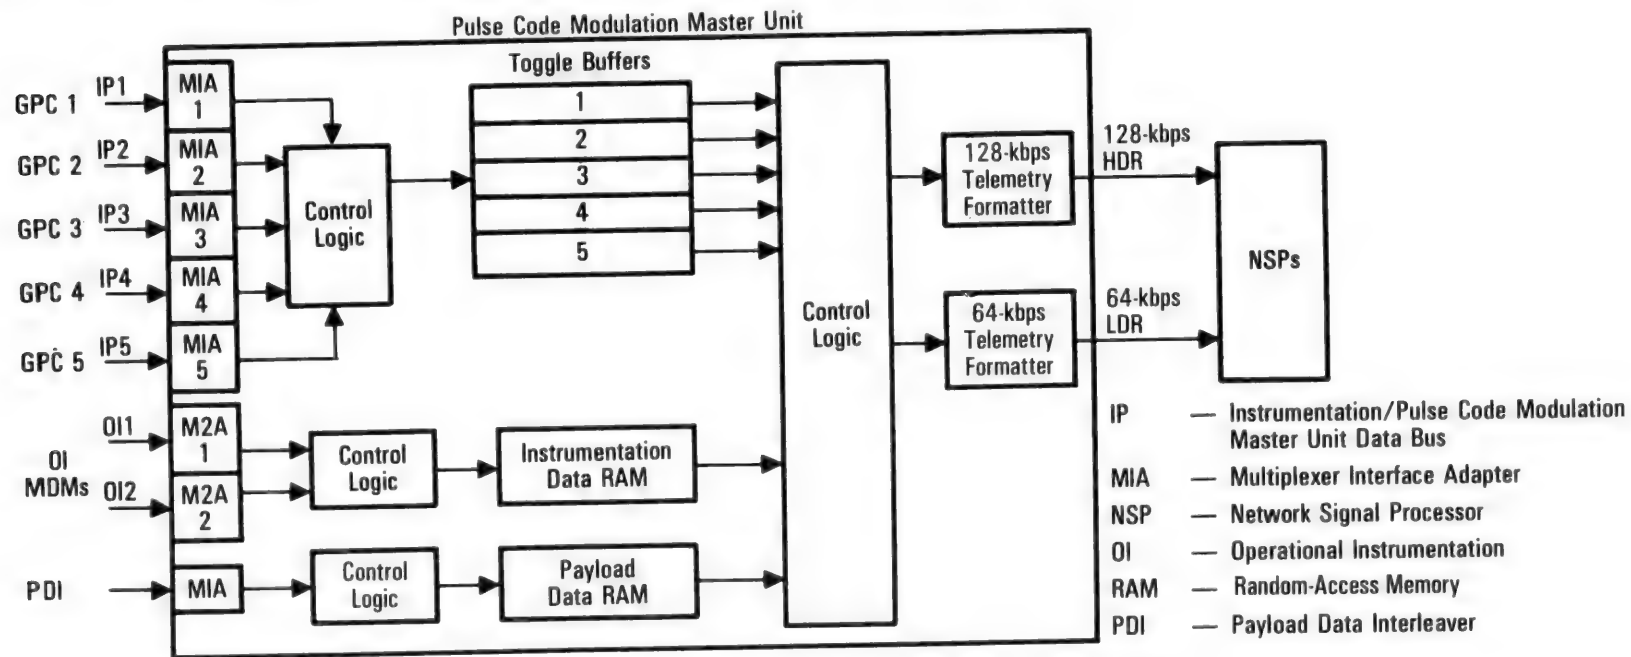 Pulse Code Modulation Master Unit
Toggle Buffers
GPC 1
IP1
MIA
1
GPC 2
IP2
MIA
2
GPC 3
IP3
MIA
3
GPC 4
IP4
MIA
4
GPC 5
IP5
MIA
5
Control
Logic
1
2
3
4
5
Control
Logic
128-kbps
Telemetry
Formatter
128-kbps
HDR
64-kbps
Telemetry
Formatter
64-kbps
LDR
NSPs
OI
MDMs
OI1
OI2
M2A
1
M2A
2
Control
Logic
Instrumentation
Data RAM
PDI
MIA
Control
Logic
Payload
Data RAM
IP — Instrumentation/Pulse Code Modulation
Master Unit Data Bus
MIA — Multiplexer Interface Adapter
NSP — Network Signal Processor
OI — Operational Instrumentation
RAM — Random-Access Memory
PDI — Payload Data Interleaver